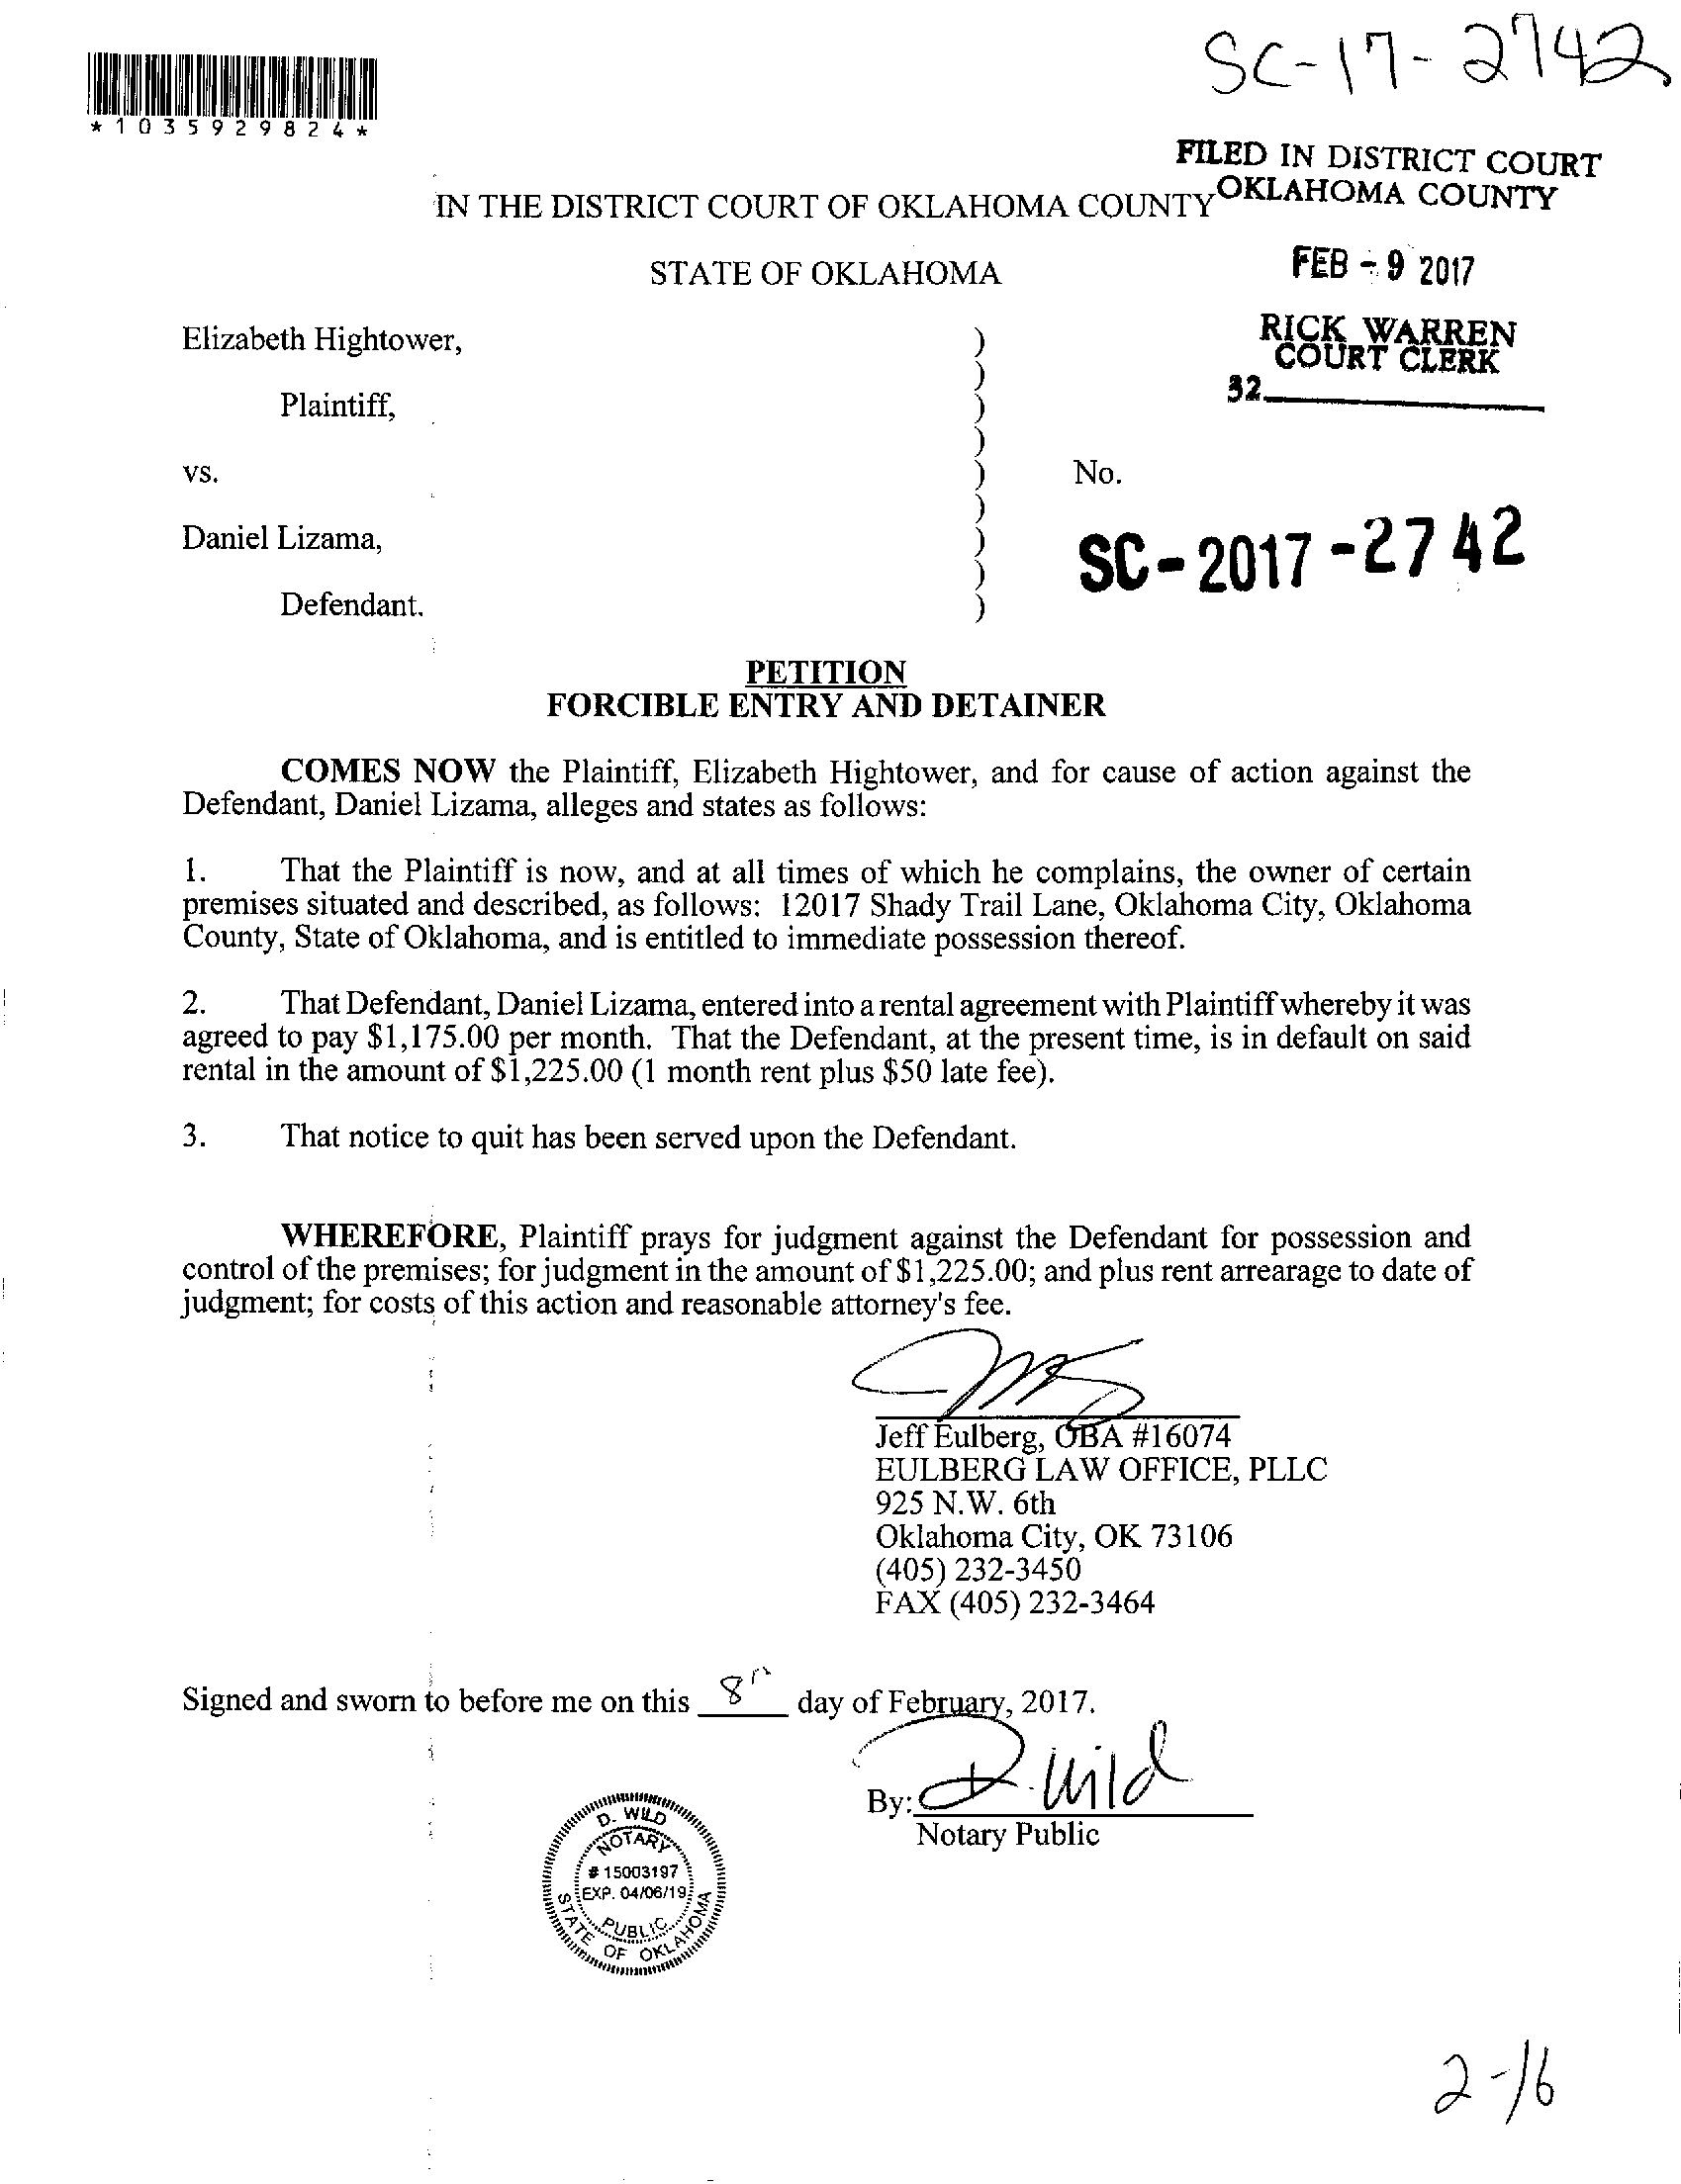 SC-17-2742
*1035929824*
FILED IN DISTRICT COURT
OKLAHOMA COUNTY
IN THE DISTRICT COURT OF OKLAHOMA COUNTY
STATE OF OKLAHOMA
FEB - 9 2017
RICK WARREN
COURT CLERK
32
Elizabeth Hightower, )
)
Plaintiff, )
)
vs. ) No.
)
Daniel Lizama, ) SC-2017-2742
)
Defendant. )
PETITION
FORCIBLE ENTRY AND DETAINER
COMES NOW the Plaintiff, Elizabeth Hightower, and for cause of action against the
Defendant, Daniel Lizama, alleges and states as follows:
1. That the Plaintiff is now, and at all times of which he complains, the owner of certain
premises situated and described, as follows: 12017 Shady Trail Lane, Oklahoma City, Oklahoma
County, State of Oklahoma, and is entitled to immediate possession thereof.
2. That Defendant, Daniel Lizama, entered into a rental agreement with Plaintiff whereby it was
agreed to pay $1,175.00 per month. That the Defendant, at the present time, is in default on said
rental in the amount of $1,225.00 (1 month rent plus $50 late fee).
3. That notice to quit has been served upon the Defendant.
WHEREFORE, Plaintiff prays for judgment against the Defendant for possession and
control of the premises; for judgment in the amount of $1,225.00; and plus rent arrearage to date of
judgment; for costs of this action and reasonable attorney's fee.
Jeff Eulberg, OBA #16074
EULBERG LAW OFFICE, PLLC
925 N.W. 6th
Oklahoma City, OK 73106
(405) 232-3450
FAX (405) 232-3464
Signed and sworn to before me on this 8th day of February, 2017.
By: D. Wild
Notary Public
D. WILD
NOTARY
# 15003197
EXP. 04/06/19
PUBLIC
STATE OF OKLAHOMA
2-16